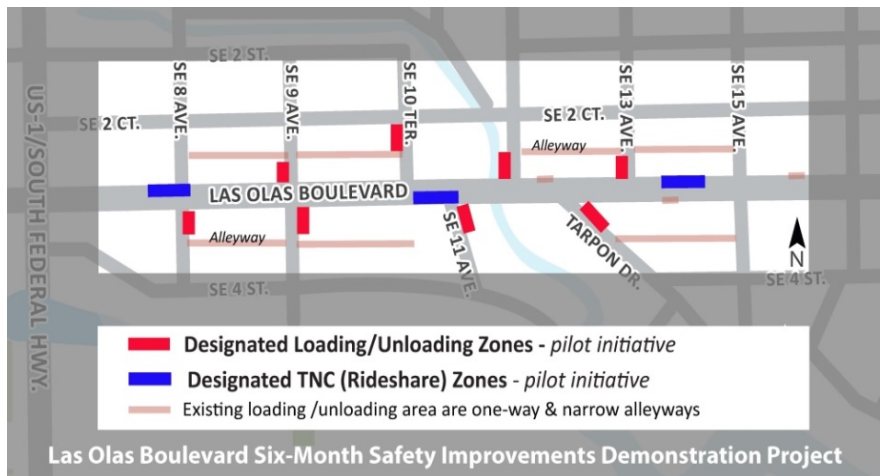 SE 2 ST.
SE 8 AVE.
SE 9 AVE.
SE 10 TER.
SE 13 AVE.
SE 15 AVE.
SE 2 CT.
SE 2 CT.
Alleyway
LAS OLAS BOULEVARD
Alleyway
SE 11 AVE.
TARPON DR.
N
SE 4 ST.
SE 4 ST.
US-1/SOUTH FEDERAL HWY.
Designated Loading/Unloading Zones - pilot initiative
Designated TNC (Rideshare) Zones - pilot initiative
Existing loading /unloading area are one-way & narrow alleyways
Las Olas Boulevard Six-Month Safety Improvements Demonstration Project